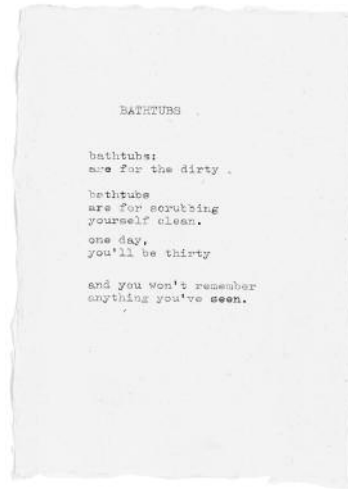 BATHTUBS
bathtubs:
are for the dirty .
bathtubs
are for scrubbing
yourself clean.
one day,
you'll be thirty
and you won't remember
anything you've seen.